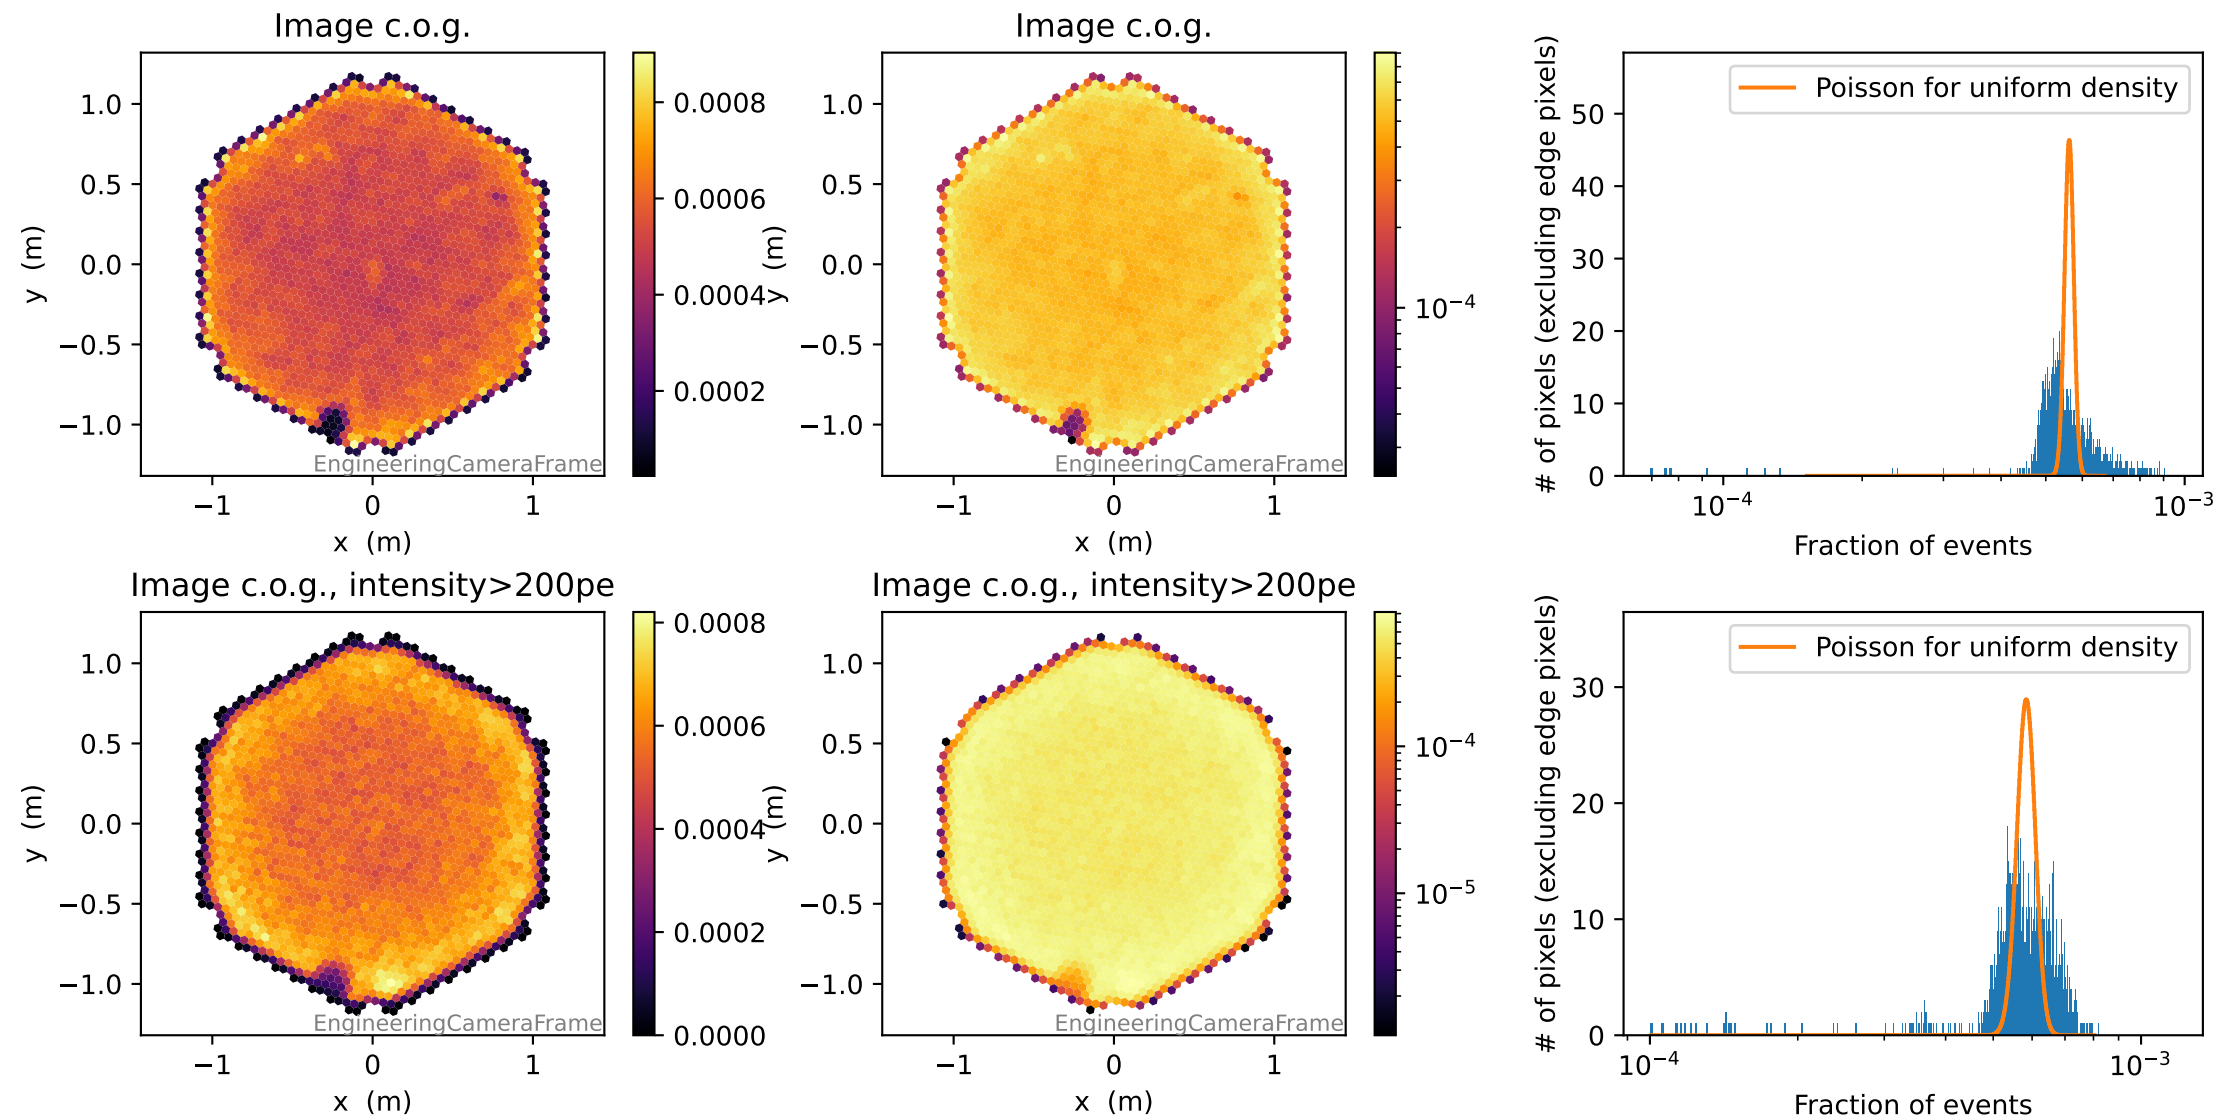 Image c.o.g.
1.0
0.5
0.0
−0.5
−1.0
y (m)
−1
0
1
x (m)
EngineeringCameraFrame
0.0008
0.0006
0.0004
0.0002
Image c.o.g.
1.0
0.5
0.0
−0.5
−1.0
y (m)
−1
0
1
x (m)
EngineeringCameraFrame
10⁻⁴
Poisson for uniform density
# of pixels (excluding edge pixels)
50
40
30
20
10
0
10⁻⁴
10⁻³
Fraction of events
Image c.o.g., intensity>200pe
1.0
0.5
0.0
−0.5
−1.0
y (m)
−1
0
1
x (m)
EngineeringCameraFrame
0.0008
0.0006
0.0004
0.0002
0.0000
Image c.o.g., intensity>200pe
1.0
0.5
0.0
−0.5
−1.0
y (m)
−1
0
1
x (m)
EngineeringCameraFrame
10⁻⁴
10⁻⁵
Poisson for uniform density
# of pixels (excluding edge pixels)
30
20
10
0
10⁻⁴
10⁻³
Fraction of events